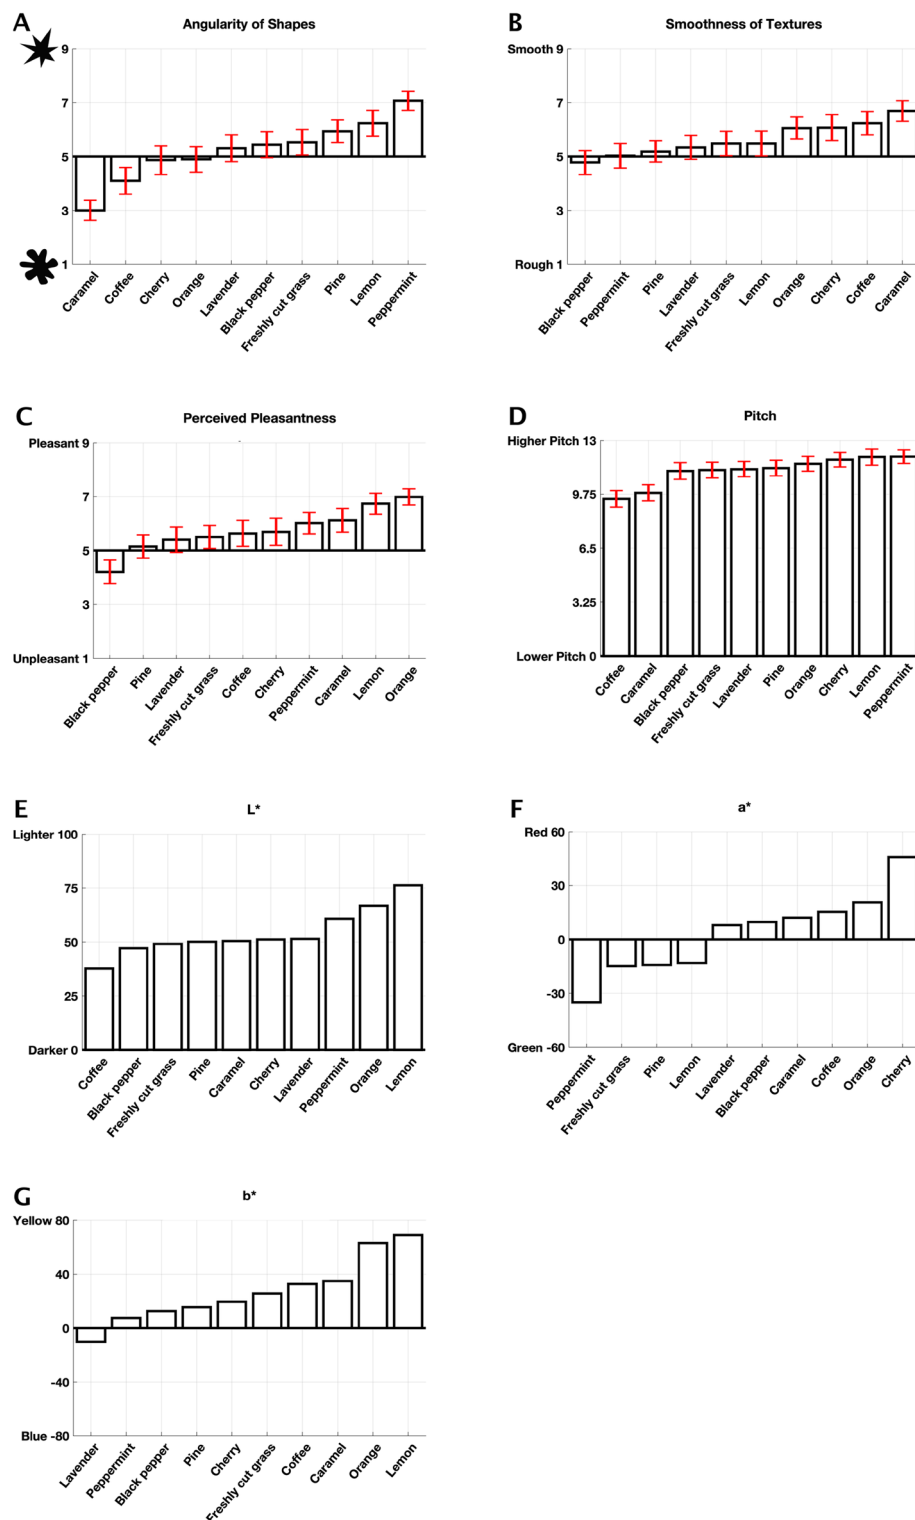 A
Angularity of Shapes
9
7
5
3
1
Caramel
Coffee
Cherry
Orange
Lavender
Black pepper
Freshly cut grass
Pine
Lemon
Peppermint
B
Smoothness of Textures
Smooth 9
7
5
3
Rough 1
Black pepper
Peppermint
Pine
Lavender
Freshly cut grass
Lemon
Orange
Cherry
Coffee
Caramel
C
Perceived Pleasantness
Pleasant 9
7
5
3
Unpleasant 1
Black pepper
Pine
Lavender
Freshly cut grass
Coffee
Cherry
Peppermint
Caramel
Lemon
Orange
D
Pitch
Higher Pitch 13
9.75
6.5
3.25
Lower Pitch 0
Coffee
Caramel
Black pepper
Freshly cut grass
Lavender
Pine
Orange
Cherry
Lemon
Peppermint
E
L*
Lighter 100
75
50
25
Darker 0
Coffee
Black pepper
Freshly cut grass
Pine
Caramel
Cherry
Lavender
Peppermint
Orange
Lemon
F
a*
Red 60
30
0
-30
Green -60
Peppermint
Freshly cut grass
Pine
Lemon
Lavender
Black pepper
Caramel
Coffee
Orange
Cherry
G
b*
Yellow 80
40
0
-40
Blue -80
Lavender
Peppermint
Black pepper
Pine
Cherry
Freshly cut grass
Coffee
Caramel
Orange
Lemon